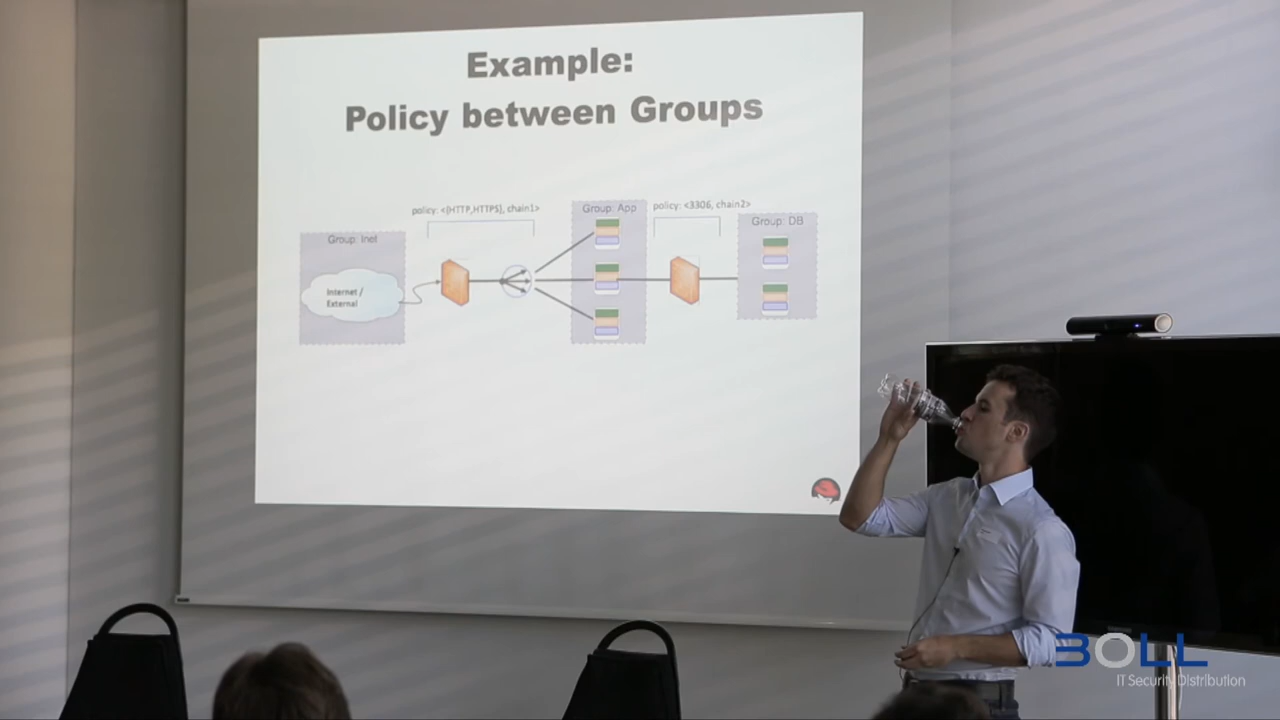 Example:
Policy between Groups
policy: <{HTTP,HTTPS}, chain1>
Group: App
policy: <3306, chain2>
Group: DB
Group: Inet
Internet /
External
BOLL
IT Security Distribution